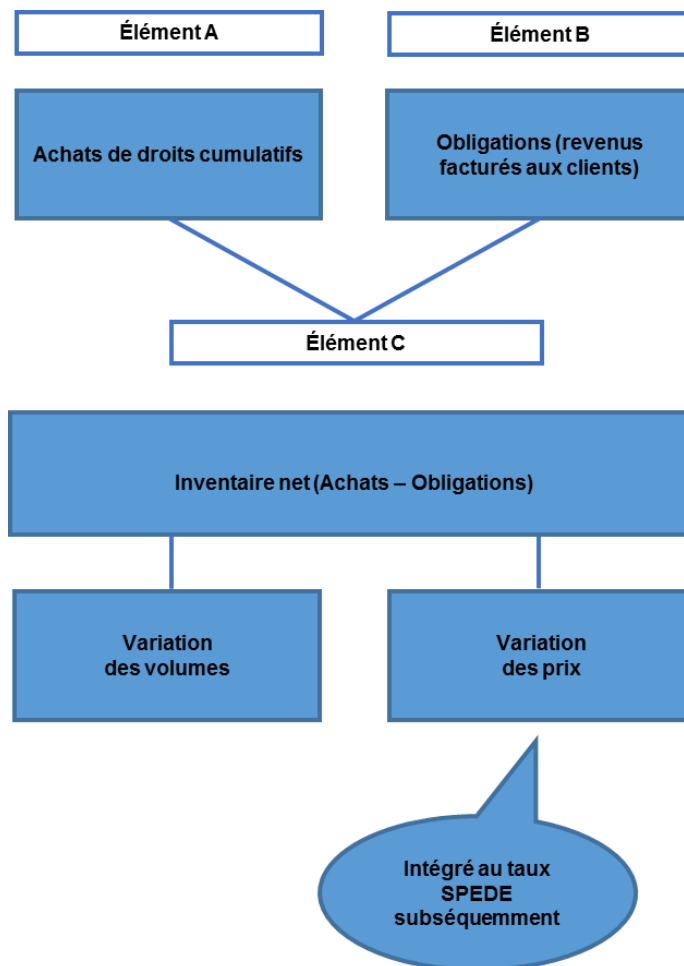 Élément A
Élément B
Achats de droits cumulatifs
Obligations (revenus
facturés aux clients)
Élément C
Inventaire net (Achats – Obligations)
Variation
des volumes
Variation
des prix
Intégré au taux
SPEDE
subséquemment